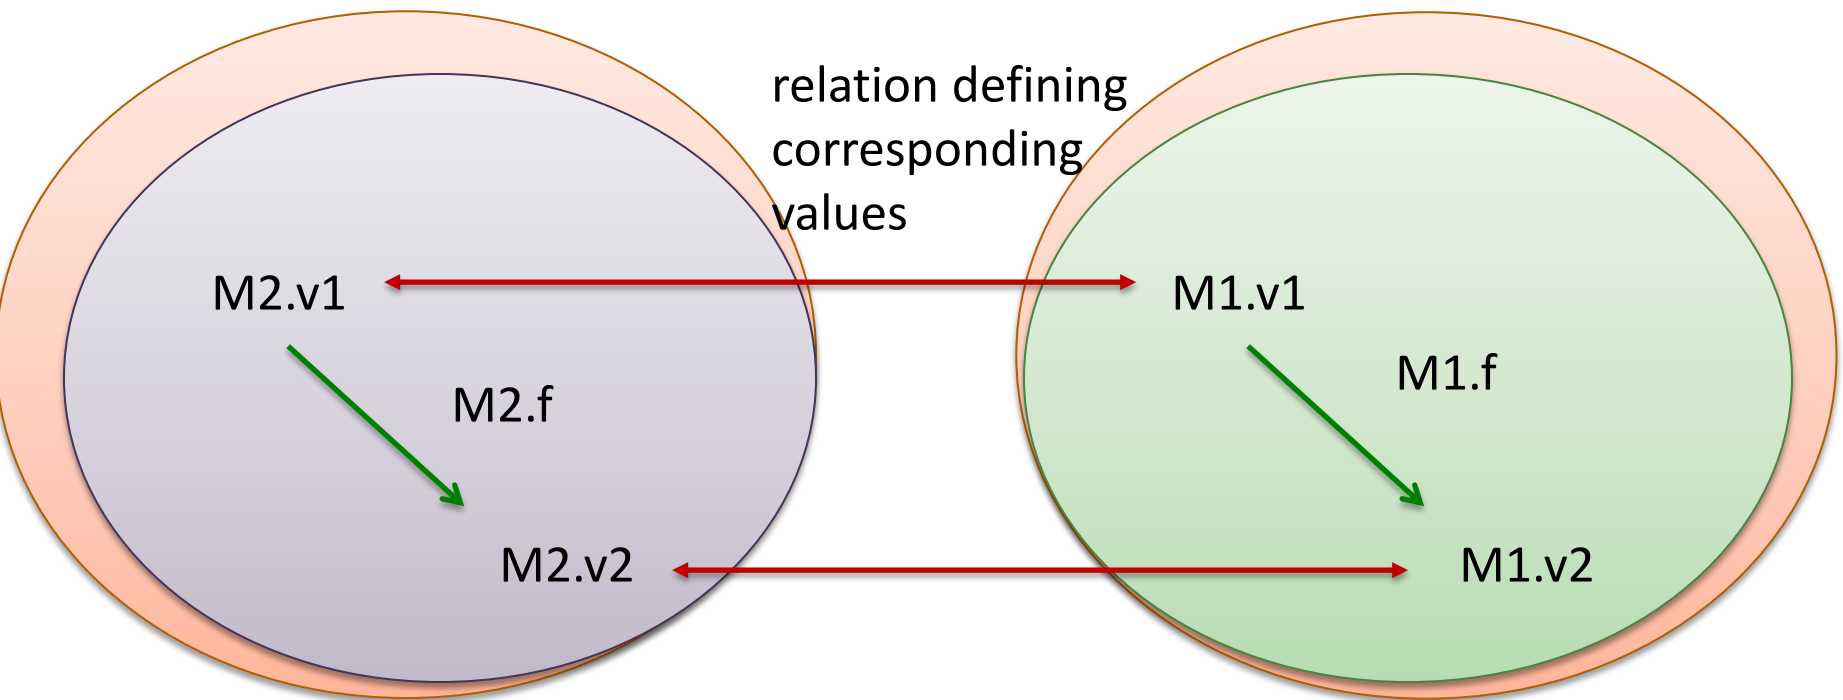 relation defining
corresponding
values
M2.v1
M1.v1
M2.f
M1.f
M2.v2
M1.v2